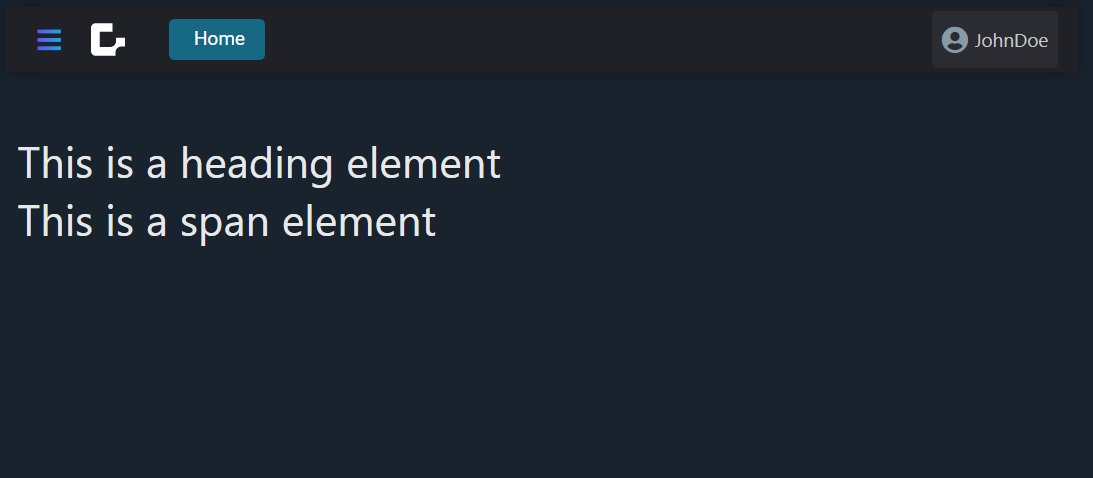 Home
JohnDoe
This is a heading element
This is a span element